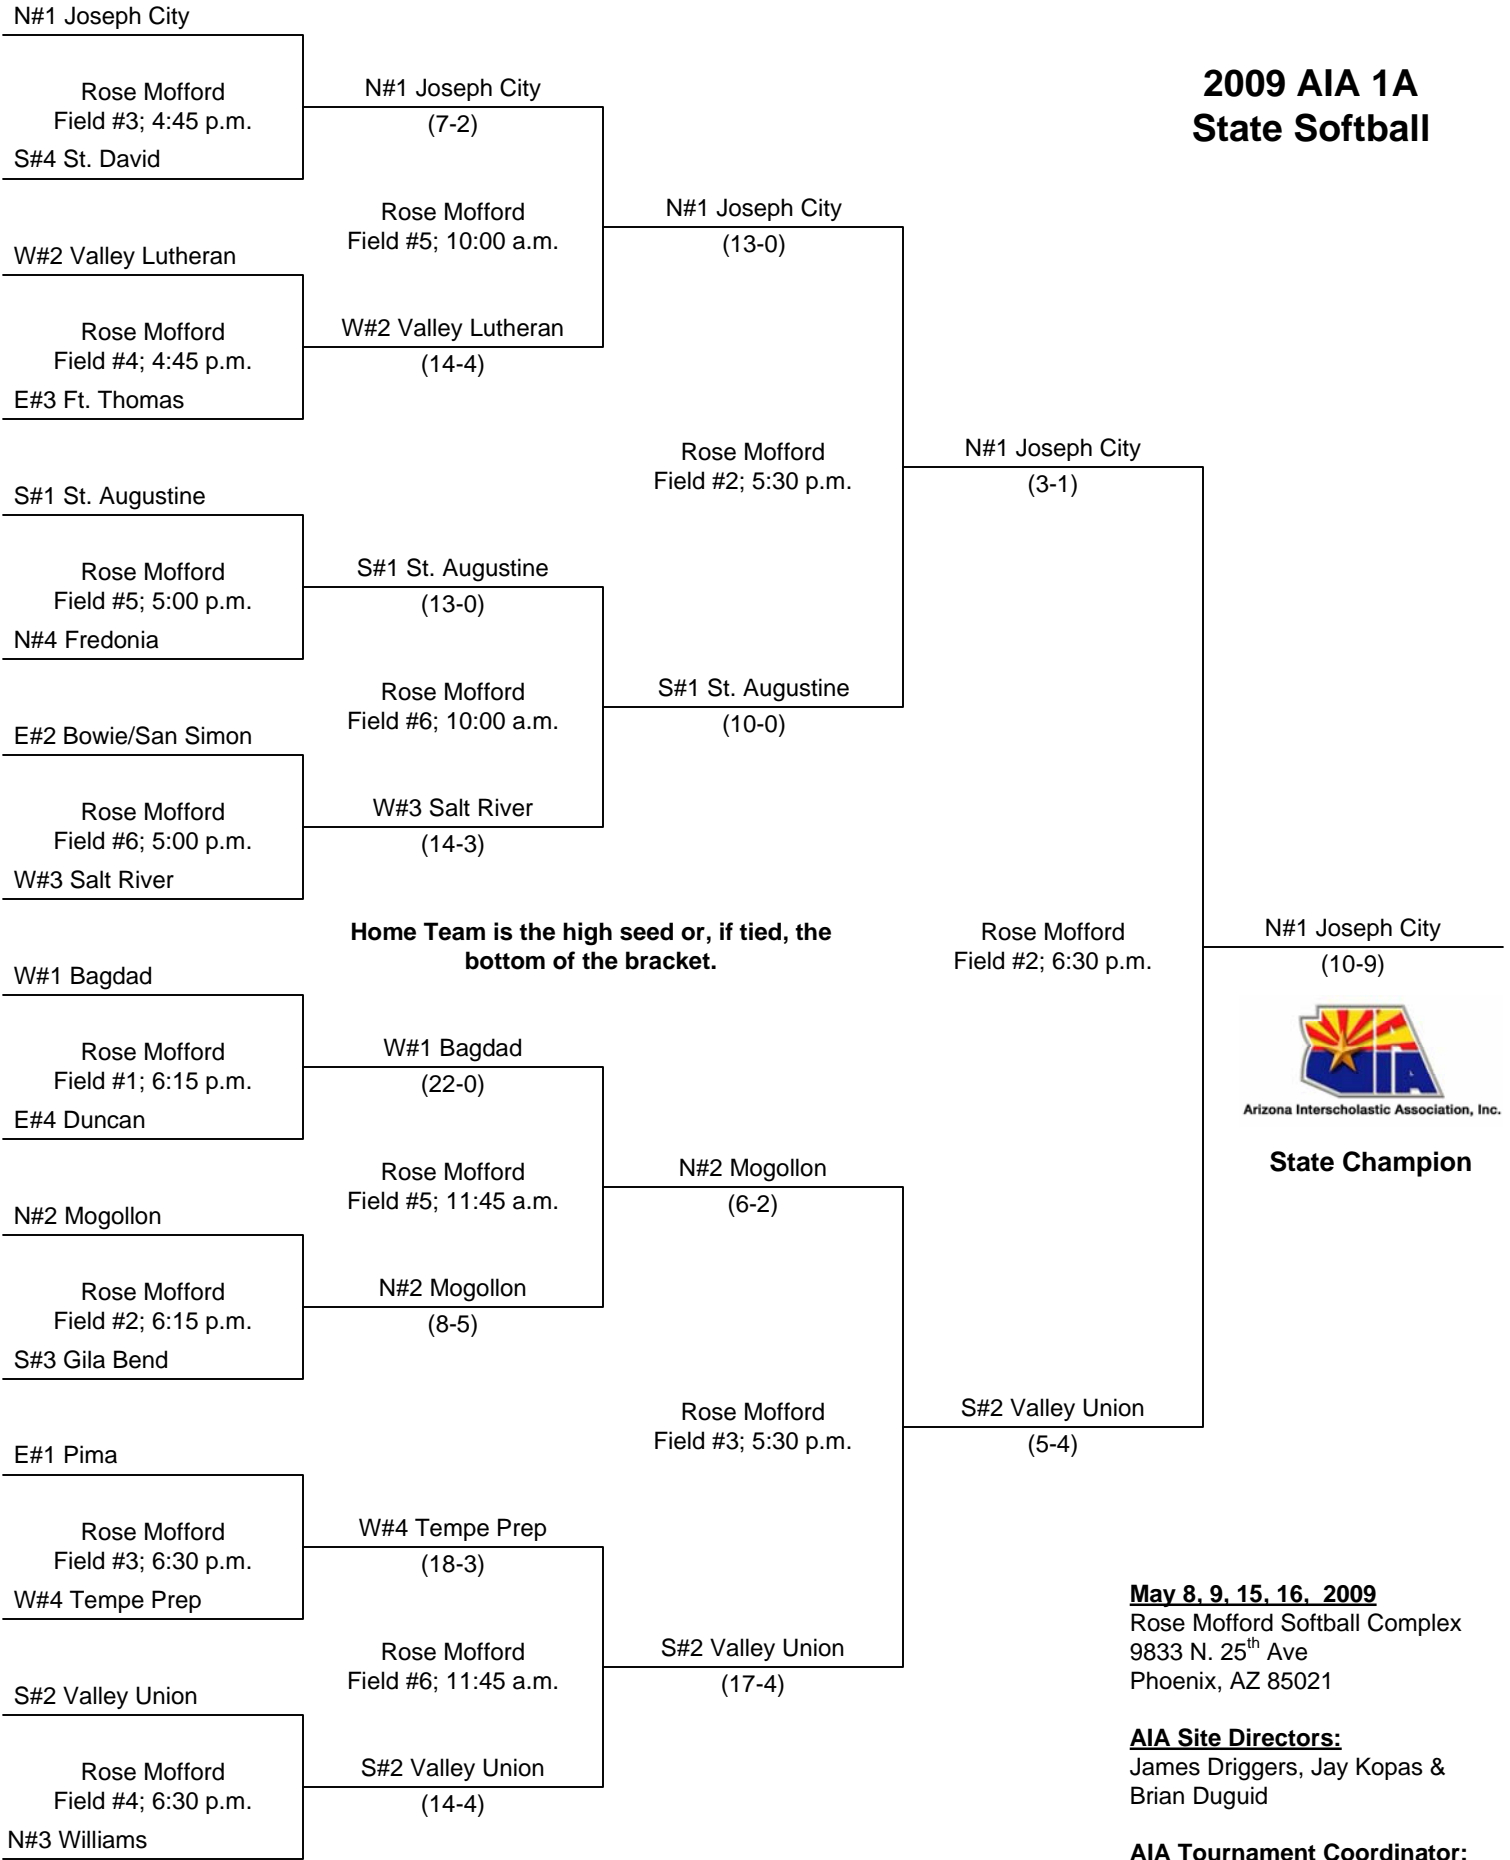 2009 AIA 1A
State Softball
N#1 Joseph City
Rose Mofford
Field #3; 4:45 p.m.
S#4 St. David
W#2 Valley Lutheran
Rose Mofford
Field #4; 4:45 p.m.
E#3 Ft. Thomas
S#1 St. Augustine
Rose Mofford
Field #5; 5:00 p.m.
N#4 Fredonia
E#2 Bowie/San Simon
Rose Mofford
Field #6; 5:00 p.m.
W#3 Salt River
W#1 Bagdad
Rose Mofford
Field #1; 6:15 p.m.
E#4 Duncan
N#2 Mogollon
Rose Mofford
Field #2; 6:15 p.m.
S#3 Gila Bend
E#1 Pima
Rose Mofford
Field #3; 6:30 p.m.
W#4 Tempe Prep
S#2 Valley Union
Rose Mofford
Field #4; 6:30 p.m.
N#3 Williams
N#1 Joseph City
(7-2)
Rose Mofford
Field #5; 10:00 a.m.
W#2 Valley Lutheran
(14-4)
S#1 St. Augustine
(13-0)
Rose Mofford
Field #6; 10:00 a.m.
W#3 Salt River
(14-3)
Home Team is the high seed or, if tied, the
bottom of the bracket.
W#1 Bagdad
(22-0)
Rose Mofford
Field #5; 11:45 a.m.
N#2 Mogollon
(8-5)
W#4 Tempe Prep
(18-3)
Rose Mofford
Field #6; 11:45 a.m.
S#2 Valley Union
(14-4)
N#1 Joseph City
(13-0)
Rose Mofford
Field #2; 5:30 p.m.
S#1 St. Augustine
(10-0)
N#2 Mogollon
(6-2)
Rose Mofford
Field #3; 5:30 p.m.
S#2 Valley Union
(17-4)
N#1 Joseph City
(3-1)
Rose Mofford
Field #2; 6:30 p.m.
S#2 Valley Union
(5-4)
N#1 Joseph City
(10-9)
AIA
Arizona Interscholastic Association, Inc.
State Champion
May 8, 9, 15, 16, 2009
Rose Mofford Softball Complex
9833 N. 25th Ave
Phoenix, AZ 85021
AIA Site Directors:
James Driggers, Jay Kopas &
Brian Duguid
AIA Tournament Coordinator: